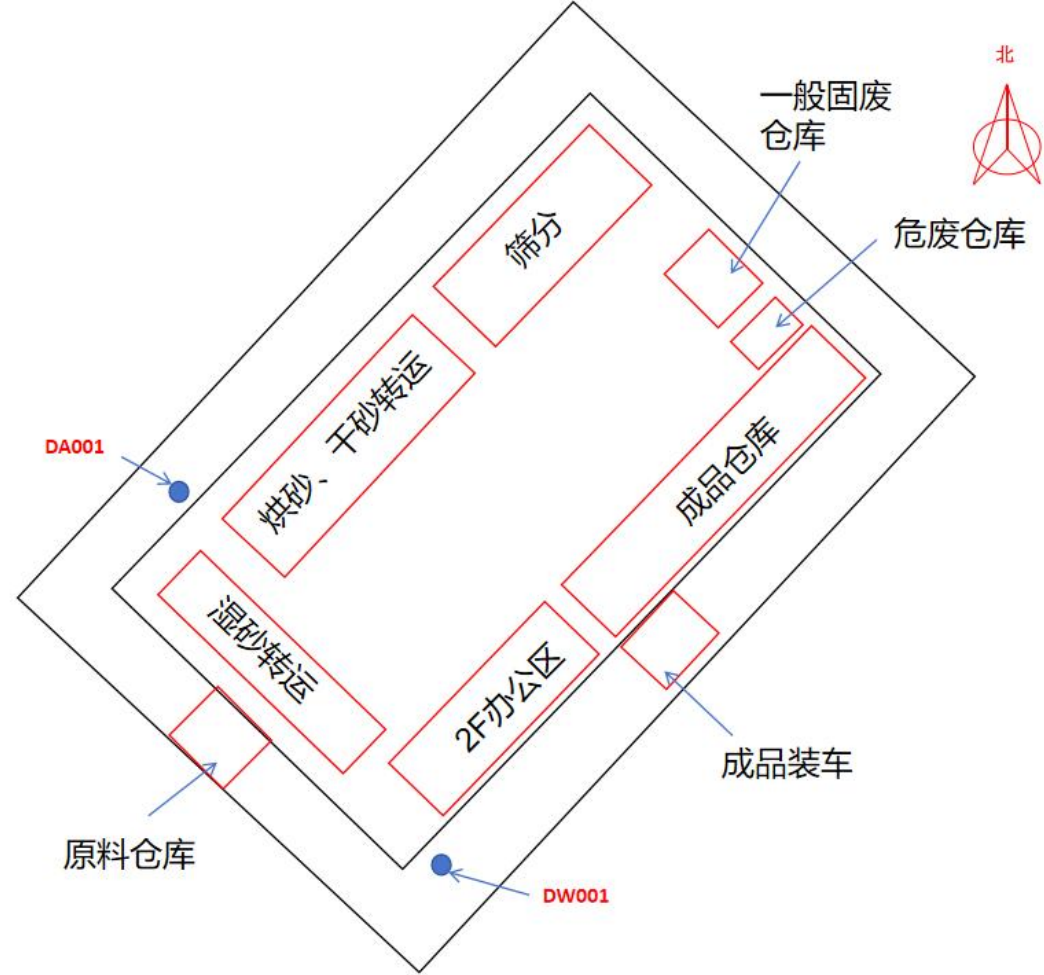 北
一般固废
仓库
危废仓库
筛分
烘砂、干砂转运
DA001
成品仓库
湿砂转运
2F办公区
成品装车
原料仓库
DW001